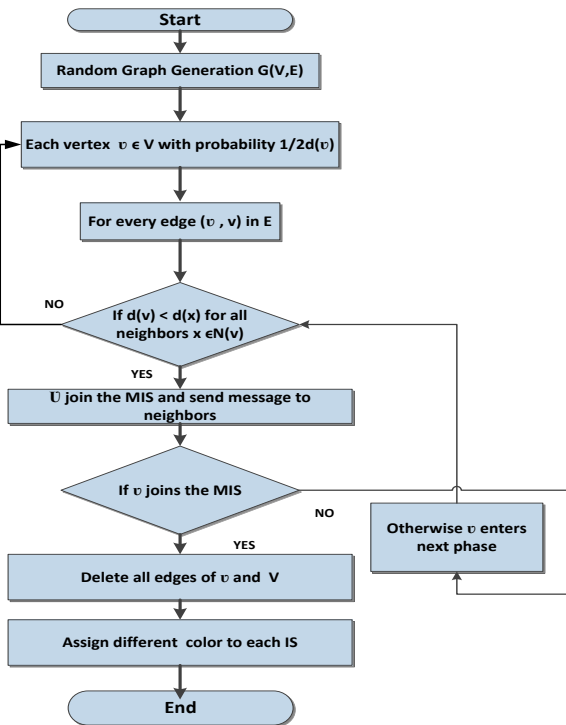 Start
Random Graph Generation G(V,E)
Each vertex υ ϵ V with probability 1/2d(υ)
For every edge (υ , v) in E
NO
If d(v) < d(x) for all
neighbors x ϵN(v)
YES
U join the MIS and send message to
neighbors
If υ joins the MIS
NO
Otherwise υ enters
next phase
YES
Delete all edges of υ and V
Assign different color to each IS
End